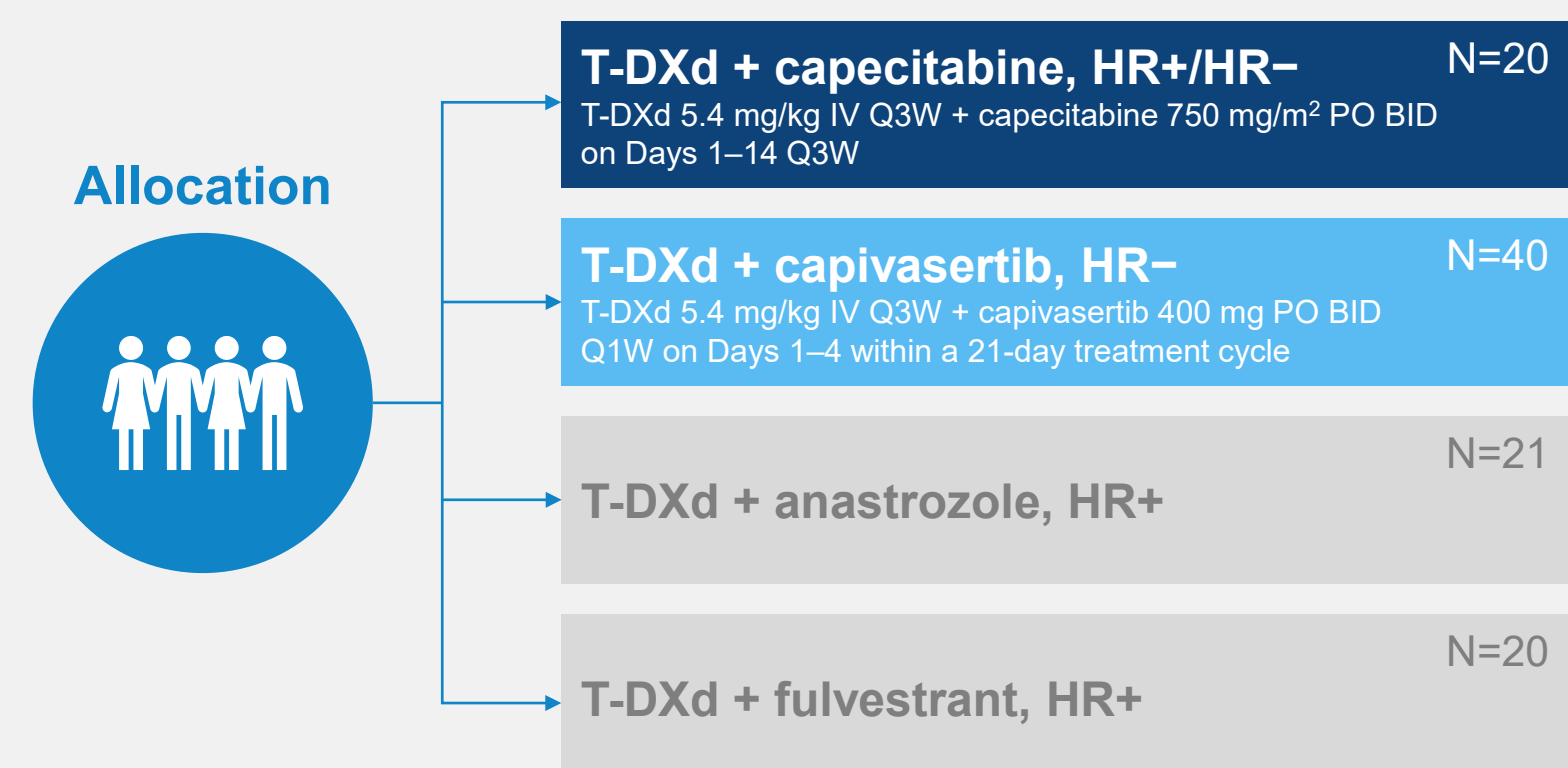 Allocation
T-DXd + capecitabine, HR+/HR− N=20
T-DXd 5.4 mg/kg IV Q3W + capecitabine 750 mg/m² PO BID
on Days 1–14 Q3W
T-DXd + capivasertib, HR− N=40
T-DXd 5.4 mg/kg IV Q3W + capivasertib 400 mg PO BID
Q1W on Days 1–4 within a 21-day treatment cycle
N=21
T-DXd + anastrozole, HR+
N=20
T-DXd + fulvestrant, HR+